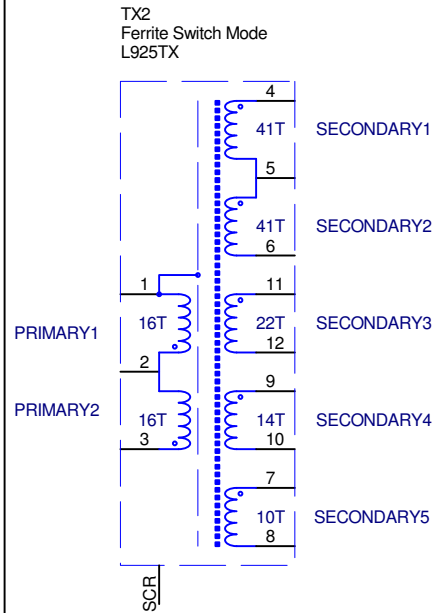 TX2
Ferrite Switch Mode
L925TX
4
41T SECONDARY1
5
41T SECONDARY2
6
1
11
16T
22T SECONDARY3
PRIMARY1
12
2
9
PRIMARY2
16T
14T SECONDARY4
3
10
7
10T SECONDARY5
8
SCR